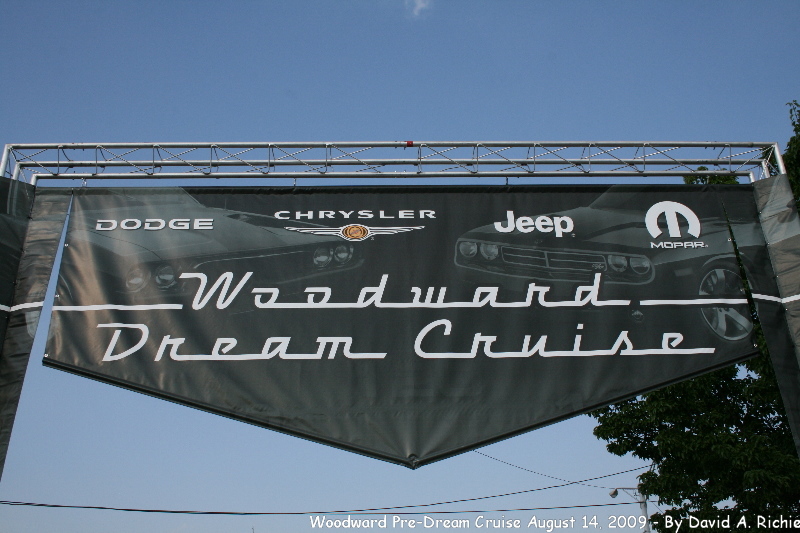 DODGE CHRYSLER Jeep MOPAR
Woodward
Dream Cruise
Woodward Pre-Dream Cruise August 14, 2009 - By David A. Richie